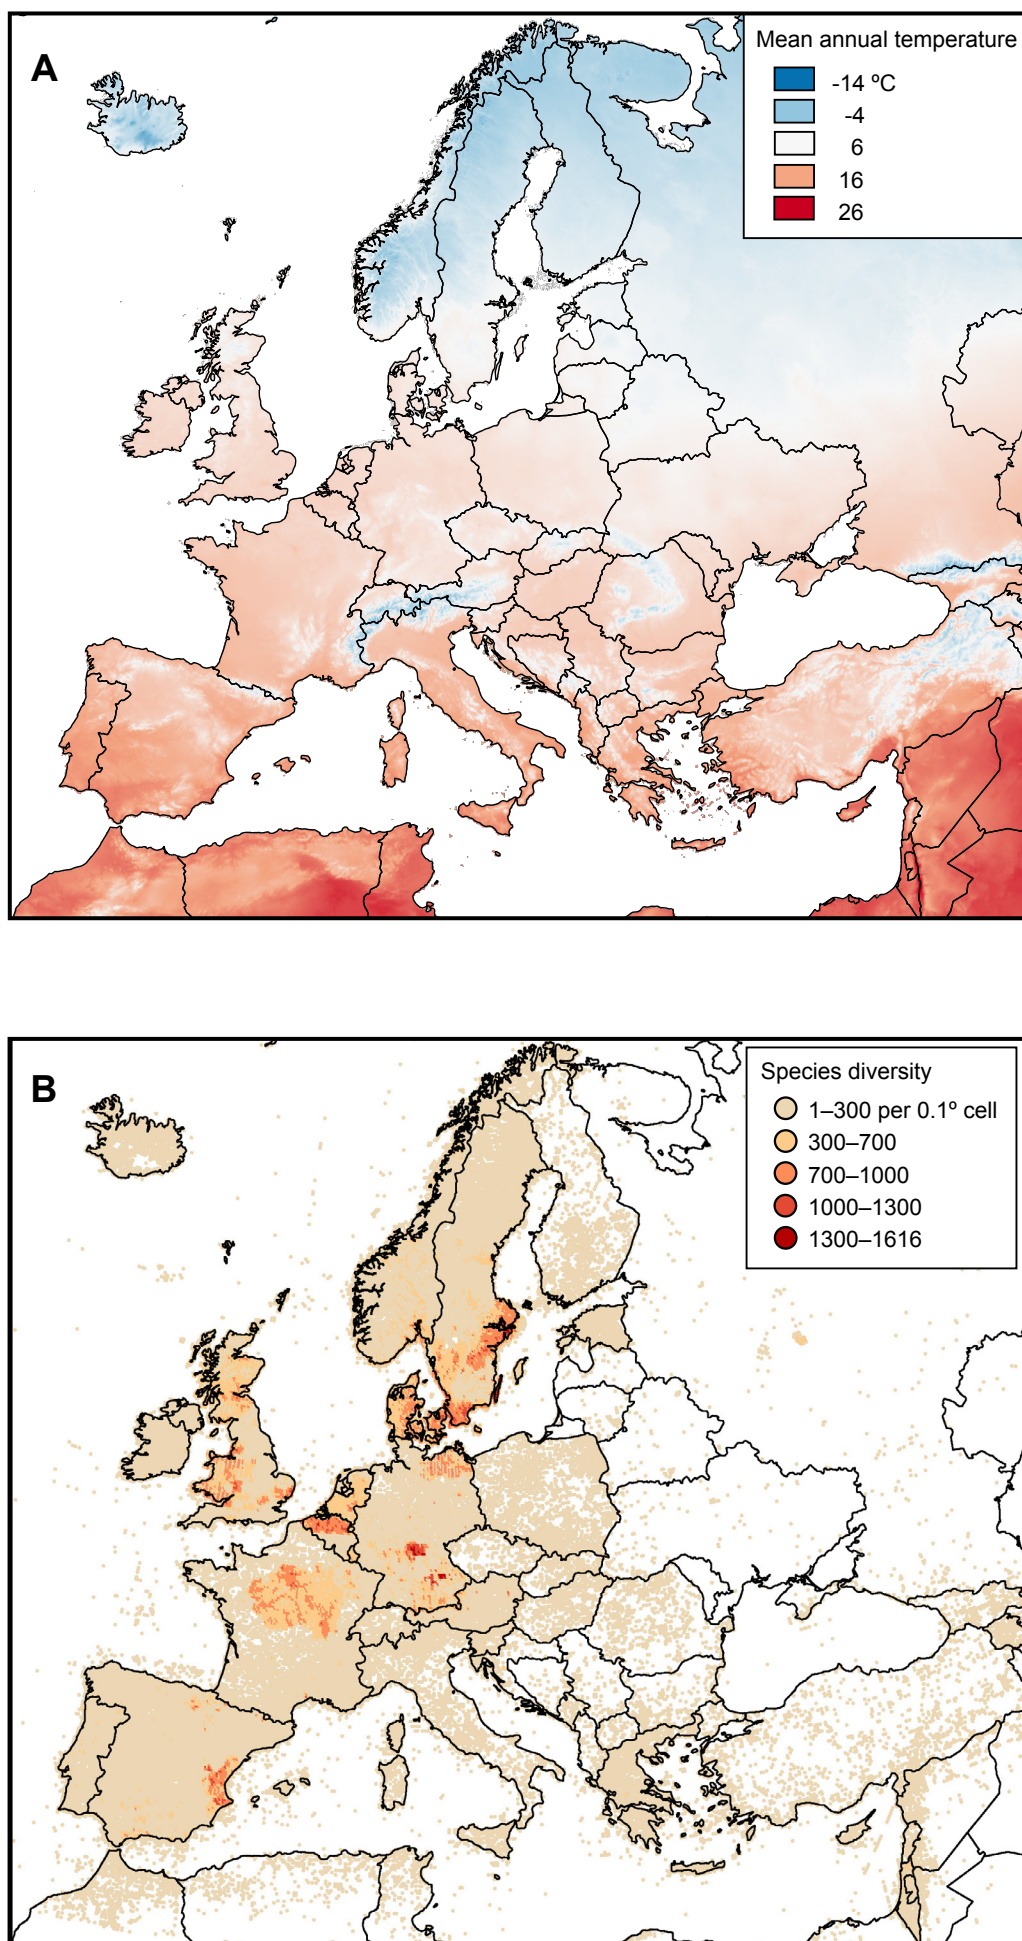 A
Mean annual temperature
-14 ºC
-4
6
16
26
B
Species diversity
1–300 per 0.1º cell
300–700
700–1000
1000–1300
1300–1616